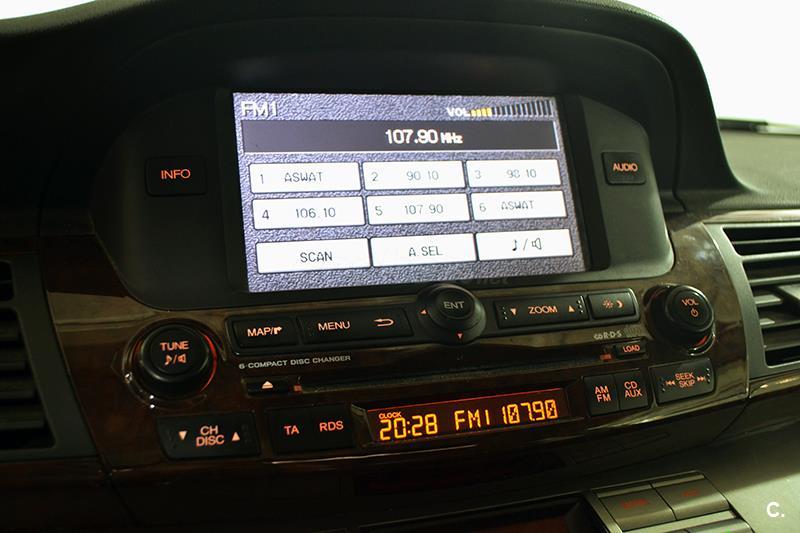 FM1 VOL
107.90 MHz
INFO
AUDIO
1 ASWAT 2 90.10 3 98.10
4 106.10 5 107.90 6 ASWAT
SCAN A.SEL
MAP
MENU
ENT
ZOOM
VOL
TUNE
R·D·S
LOAD
6·COMPACT DISC CHANGER
SEEK
SKIP
AM
FM
CD
AUX
CH
DISC
TA RDS
CLOCK
20:28 FM1 107.90
C.